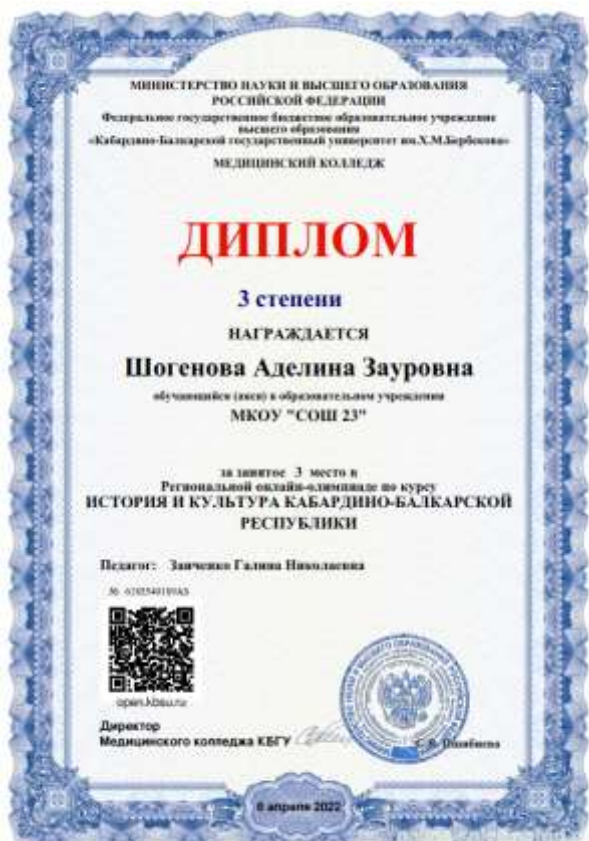 МИНИСТЕРСТВО НАУКИ И ВЫСШЕГО ОБРАЗОВАНИЯ
РОССИЙСКОЙ ФЕДЕРАЦИИ
Федеральное государственное бюджетное образовательное учреждение
высшего образования
«Кабардино-Балкарский государственный университет им.Х.М.Бербекова»
МЕДИЦИНСКИЙ КОЛЛЕДЖ
ДИПЛОМ
3 степени
НАГРАЖДАЕТСЯ
Шогенова Аделина Зауровна
обучающийся (аяся) в образовательном учреждении
МКОУ "СОШ 23"
за занятое 3 место в
Региональной онлайн-олимпиаде по курсу
ИСТОРИЯ И КУЛЬТУРА КАБАРДИНО-БАЛКАРСКОЙ
РЕСПУБЛИКИ
Педагог: Заиченко Галина Николаевна
№
open.kbsu.ru
Директор
Медицинского колледжа КБГУ
8 апреля 2022